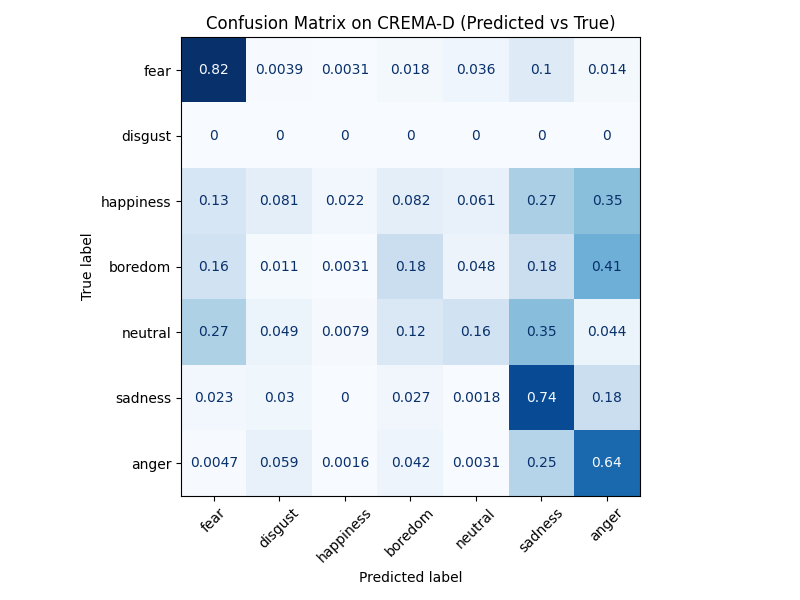 Confusion Matrix on CREMA-D (Predicted vs True)
fear 0.82 0.0039 0.0031 0.018 0.036 0.1 0.014
disgust 0 0 0 0 0 0 0
happiness 0.13 0.081 0.022 0.082 0.061 0.27 0.35
boredom 0.16 0.011 0.0031 0.18 0.048 0.18 0.41
neutral 0.27 0.049 0.0079 0.12 0.16 0.35 0.044
sadness 0.023 0.03 0 0.027 0.0018 0.74 0.18
anger 0.0047 0.059 0.0016 0.042 0.0031 0.25 0.64
True label
fear disgust happiness boredom neutral sadness anger
Predicted label